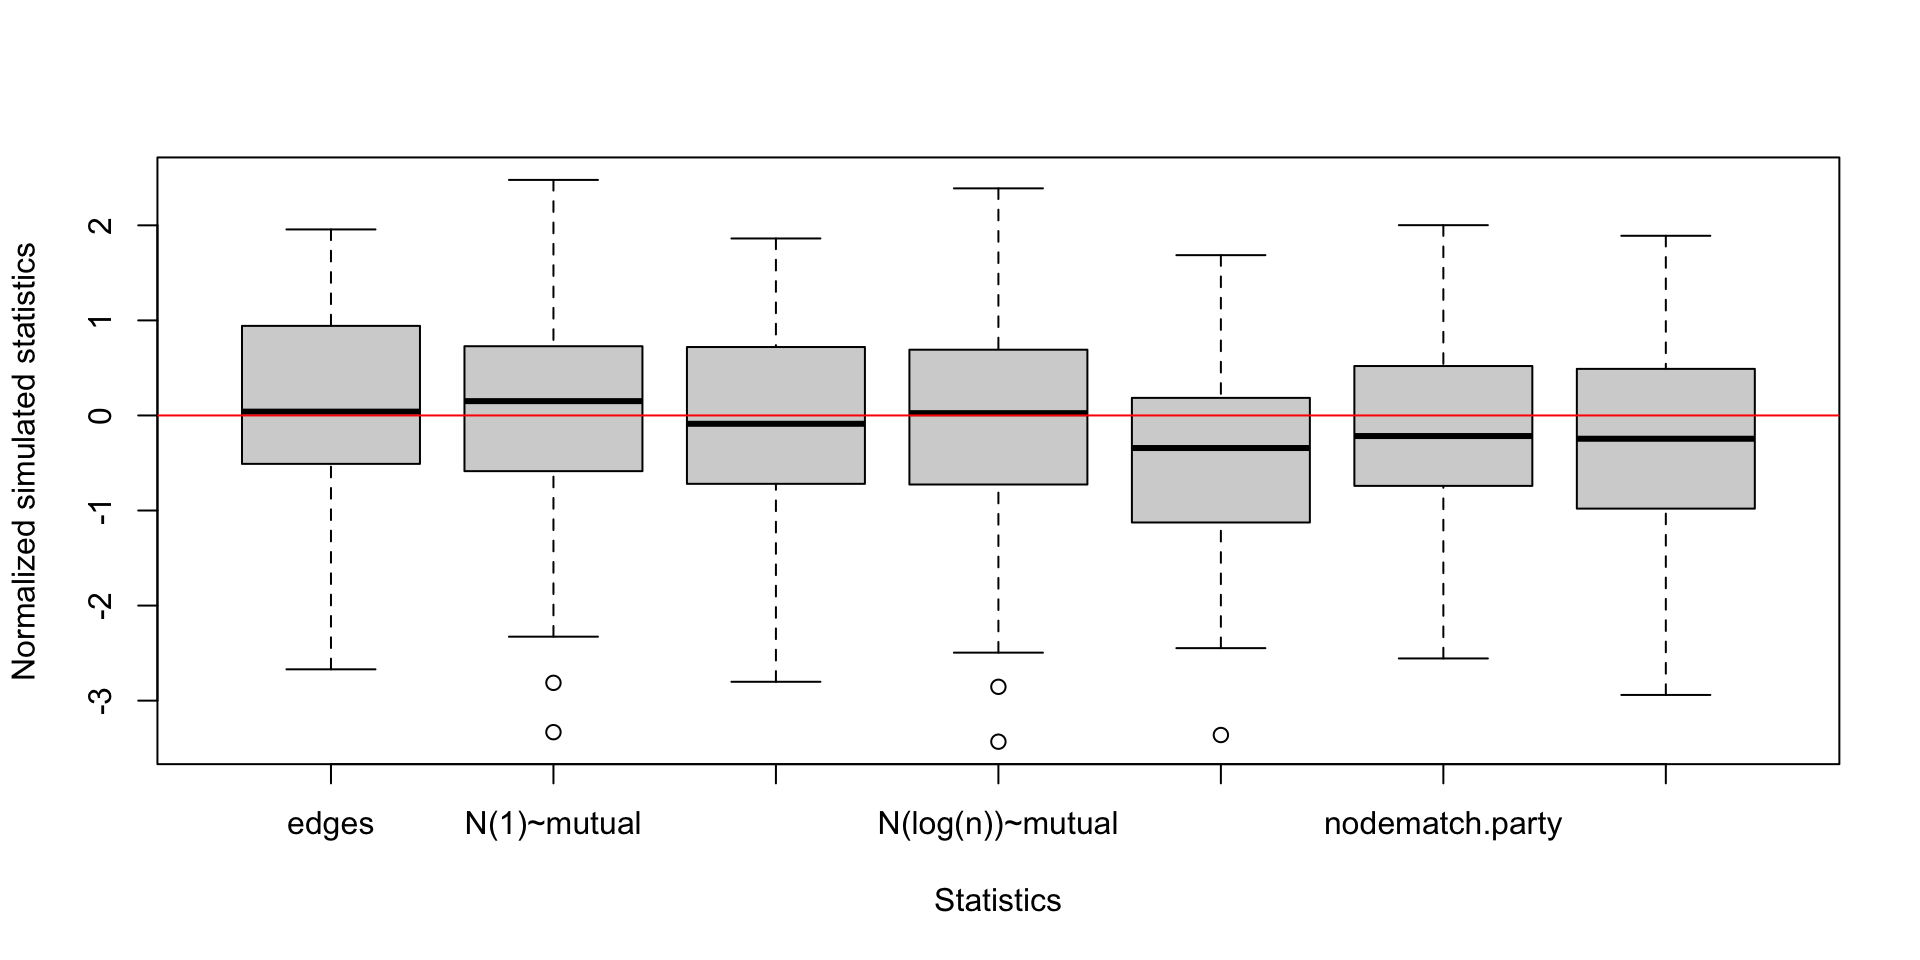 Normalized simulated statistics
2
1
0
-1
-2
-3
edges N(1)~mutual N(log(n))~mutual nodematch.party
Statistics